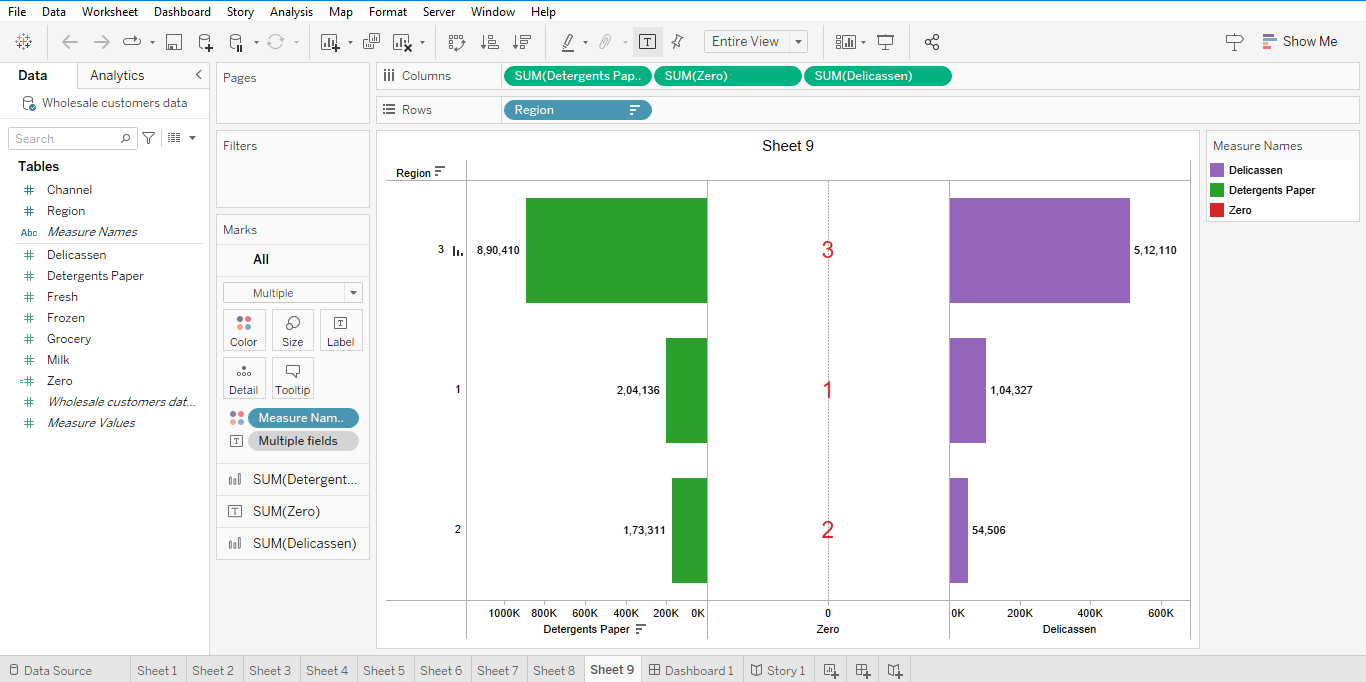 File Data Worksheet Dashboard Story Analysis Map Format Server Window Help
Entire View
Show Me
Data Analytics
Wholesale customers data
Search
Tables
Channel
Region
Abc Measure Names
Delicassen
Detergents Paper
Fresh
Frozen
Grocery
Milk
Zero
Wholesale customers dat...
Measure Values
Pages
Filters
Marks
All
Multiple
Color Size Label
Detail Tooltip
Measure Nam..
Multiple fields
SUM(Detergent...
SUM(Zero)
SUM(Delicassen)
Columns SUM(Detergents Pap.. SUM(Zero) SUM(Delicassen)
Rows Region
Sheet 9
Region
3 8,90,410 3 5,12,110
1 2,04,136 1 1,04,327
2 1,73,311 2 54,506
1000K 800K 600K 400K 200K 0K 0 0K 200K 400K 600K
Detergents Paper Zero Delicassen
Measure Names
Delicassen
Detergents Paper
Zero
Data Source Sheet 1 Sheet 2 Sheet 3 Sheet 4 Sheet 5 Sheet 6 Sheet 7 Sheet 8 Sheet 9 Dashboard 1 Story 1